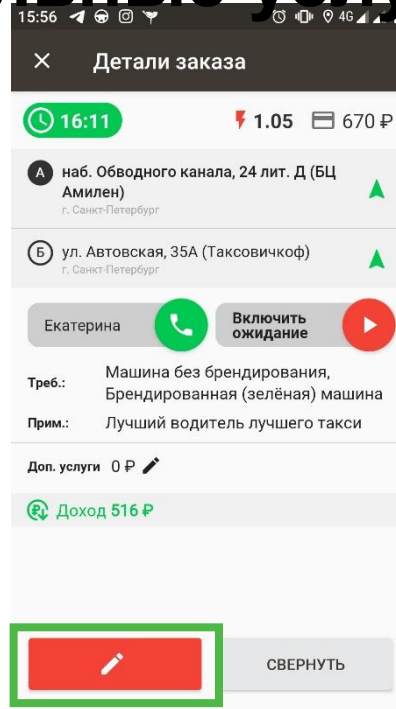 15:56 4G
Детали заказа
16:11 1.05 670 ₽
А наб. Обводного канала, 24 лит. Д (БЦ
Амилен)
г. Санкт-Петербург
Б ул. Автовская, 35А (Таксовичкоф)
г. Санкт-Петербург
Екатерина Включить
ожидание
Треб.: Машина без брендирования,
Брендированная (зелёная) машина
Прим.: Лучший водитель лучшего такси
Доп. услуги 0 ₽
Доход 516 ₽
СВЕРНУТЬ